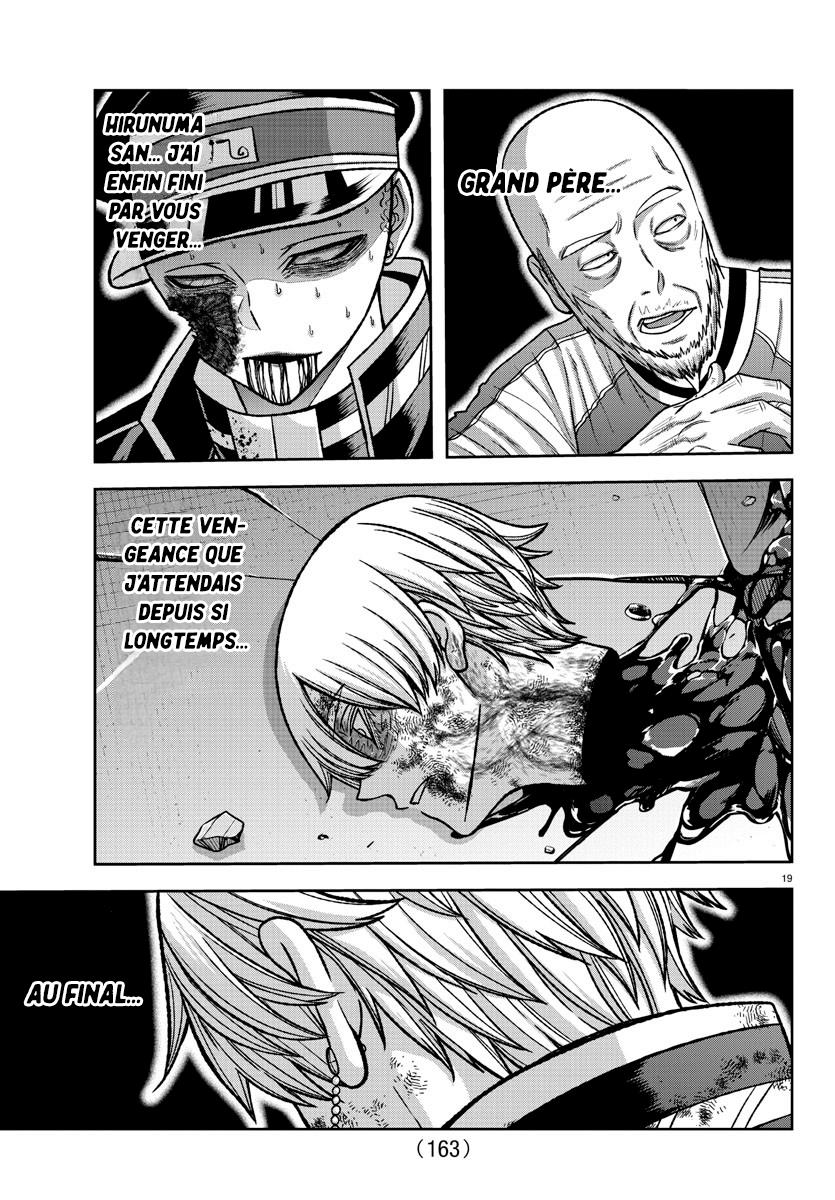 GRAND PÈRE...
HIRUNUMA
SAN... J'AI
ENFIN FINI
PAR VOUS
VENGER...
CETTE VEN-
GEANCE QUE
J'ATTENDAIS
DEPUIS SI
LONGTEMPS...
19
AU FINAL...
(163)